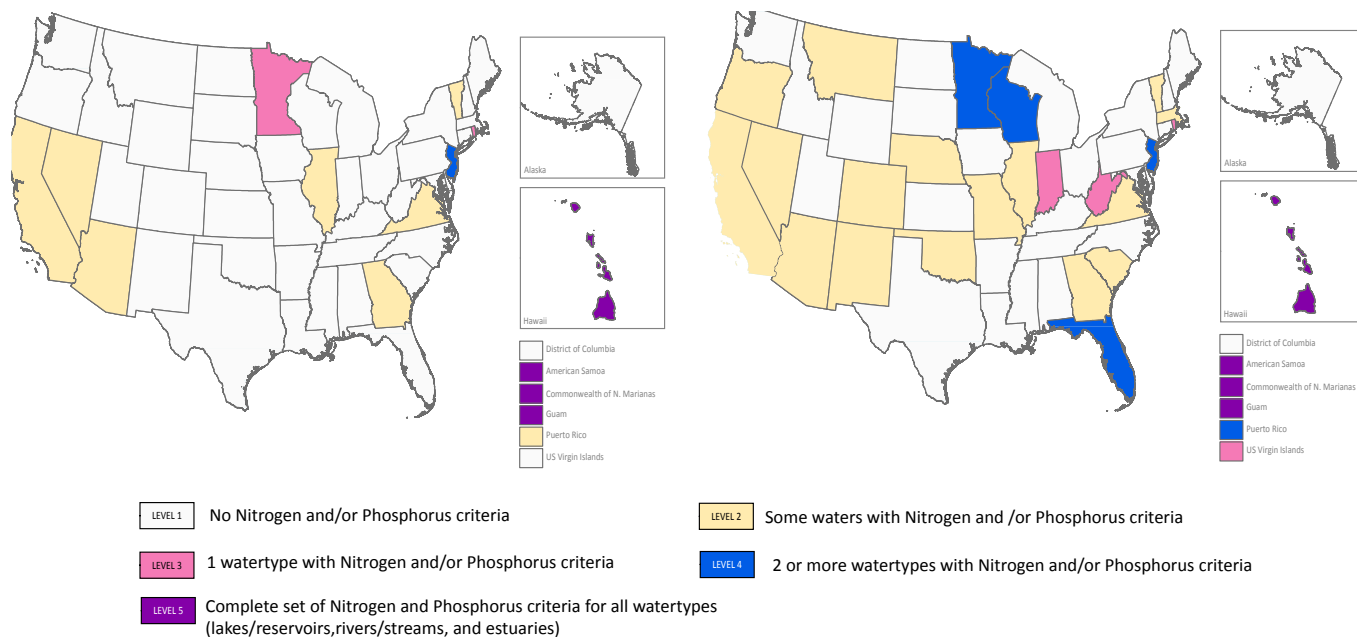 Alaska
Hawaii
District of Columbia
American Samoa
Commonwealth of N. Marianas
Guam
Puerto Rico
US Virgin Islands
Alaska
Hawaii
District of Columbia
American Samoa
Commonwealth of N. Marianas
Guam
Puerto Rico
US Virgin Islands
LEVEL 1 No Nitrogen and/or Phosphorus criteria
LEVEL 2 Some waters with Nitrogen and /or Phosphorus criteria
LEVEL 3 1 watertype with Nitrogen and/or Phosphorus criteria
LEVEL 4 2 or more watertypes with Nitrogen and/or Phosphorus criteria
LEVEL 5 Complete set of Nitrogen and Phosphorus criteria for all watertypes
(lakes/reservoirs,rivers/streams, and estuaries)